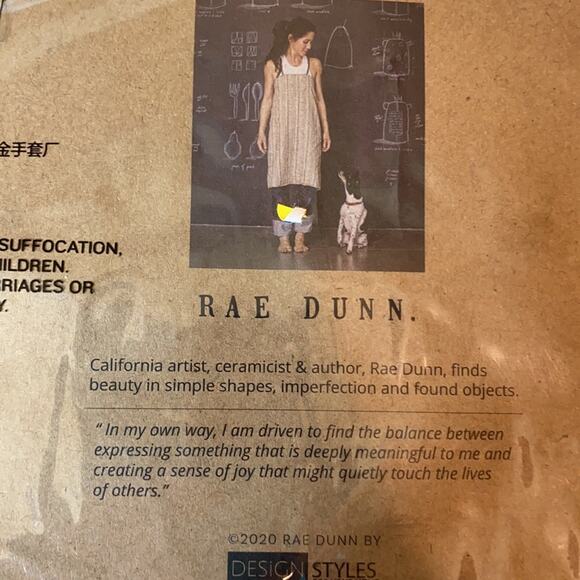 金手套厂
SUFFOCATION,
HILDREN.
RRIAGES OR
Y.
RAE DUNN.
California artist, ceramicist & author, Rae Dunn, finds
beauty in simple shapes, imperfection and found objects.
“ In my own way, I am driven to find the balance between
expressing something that is deeply meaningful to me and
creating a sense of joy that might quietly touch the lives
of others.”
©2020 RAE DUNN BY
DESiGN STYLES